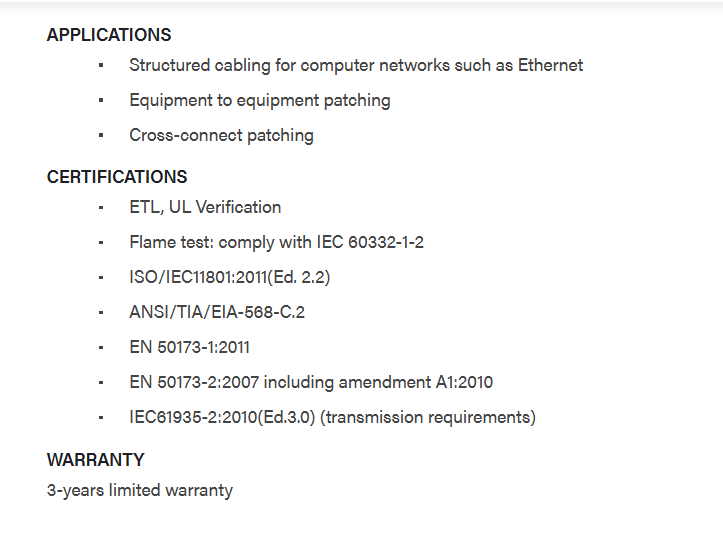 APPLICATIONS
▪ Structured cabling for computer networks such as Ethernet
▪ Equipment to equipment patching
▪ Cross-connect patching
CERTIFICATIONS
▪ ETL, UL Verification
▪ Flame test: comply with IEC 60332-1-2
▪ ISO/IEC11801:2011(Ed. 2.2)
▪ ANSI/TIA/EIA-568-C.2
▪ EN 50173-1:2011
▪ EN 50173-2:2007 including amendment A1:2010
▪ IEC61935-2:2010(Ed.3.0) (transmission requirements)
WARRANTY
3-years limited warranty